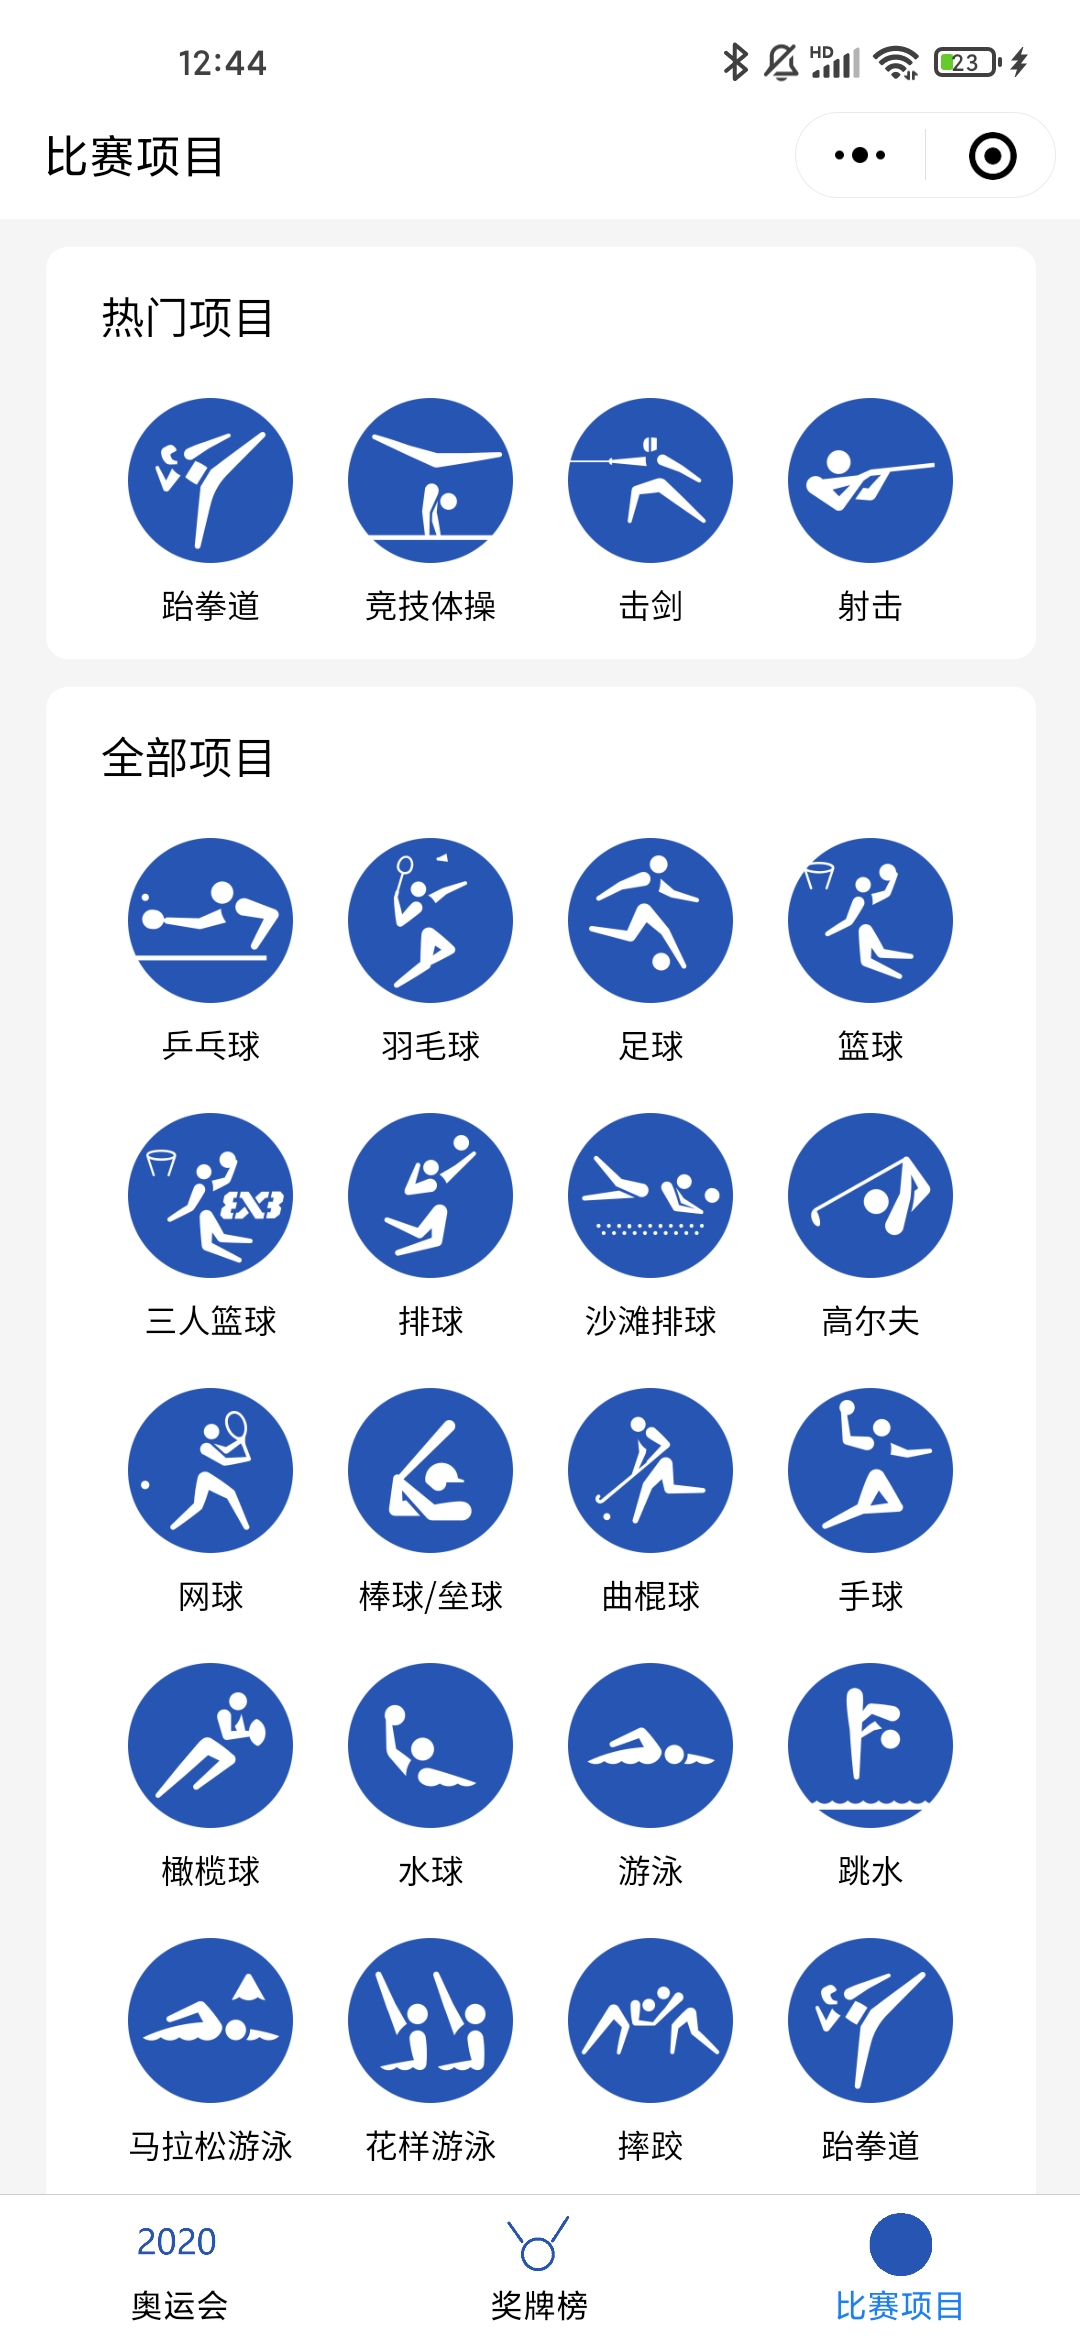 12:44
HD
23
比赛项目
热门项目
跆拳道 竞技体操 击剑 射击
全部项目
乒乓球 羽毛球 足球 篮球
3X3
三人篮球 排球 沙滩排球 高尔夫
网球 棒球/垒球 曲棍球 手球
橄榄球 水球 游泳 跳水
马拉松游泳 花样游泳 摔跤 跆拳道
2020
奥运会 奖牌榜 比赛项目